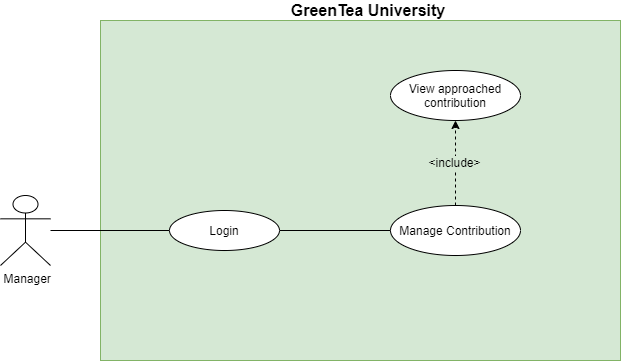 GreenTea University
View approached
contribution
<include>
Login
Manage Contribution
Manager